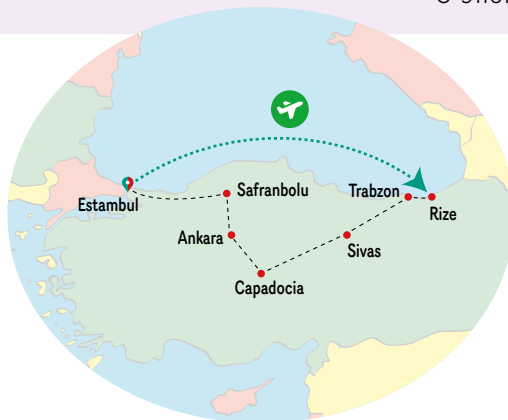 Estambul
Safranbolu
Trabzon
Rize
Ankara
Sivas
Capadocia